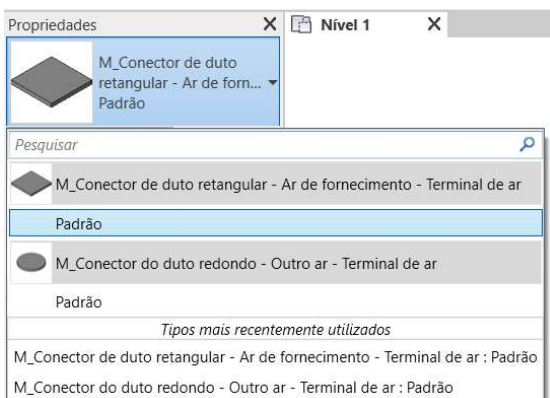 Propriedades
Nível 1
M_Conector de duto
retangular - Ar de forn...
Padrão
Pesquisar
M_Conector de duto retangular - Ar de fornecimento - Terminal de ar
Padrão
M_Conector do duto redondo - Outro ar - Terminal de ar
Padrão
Tipos mais recentemente utilizados
M_Conector de duto retangular - Ar de fornecimento - Terminal de ar : Padrão
M_Conector do duto redondo - Outro ar - Terminal de ar : Padrão